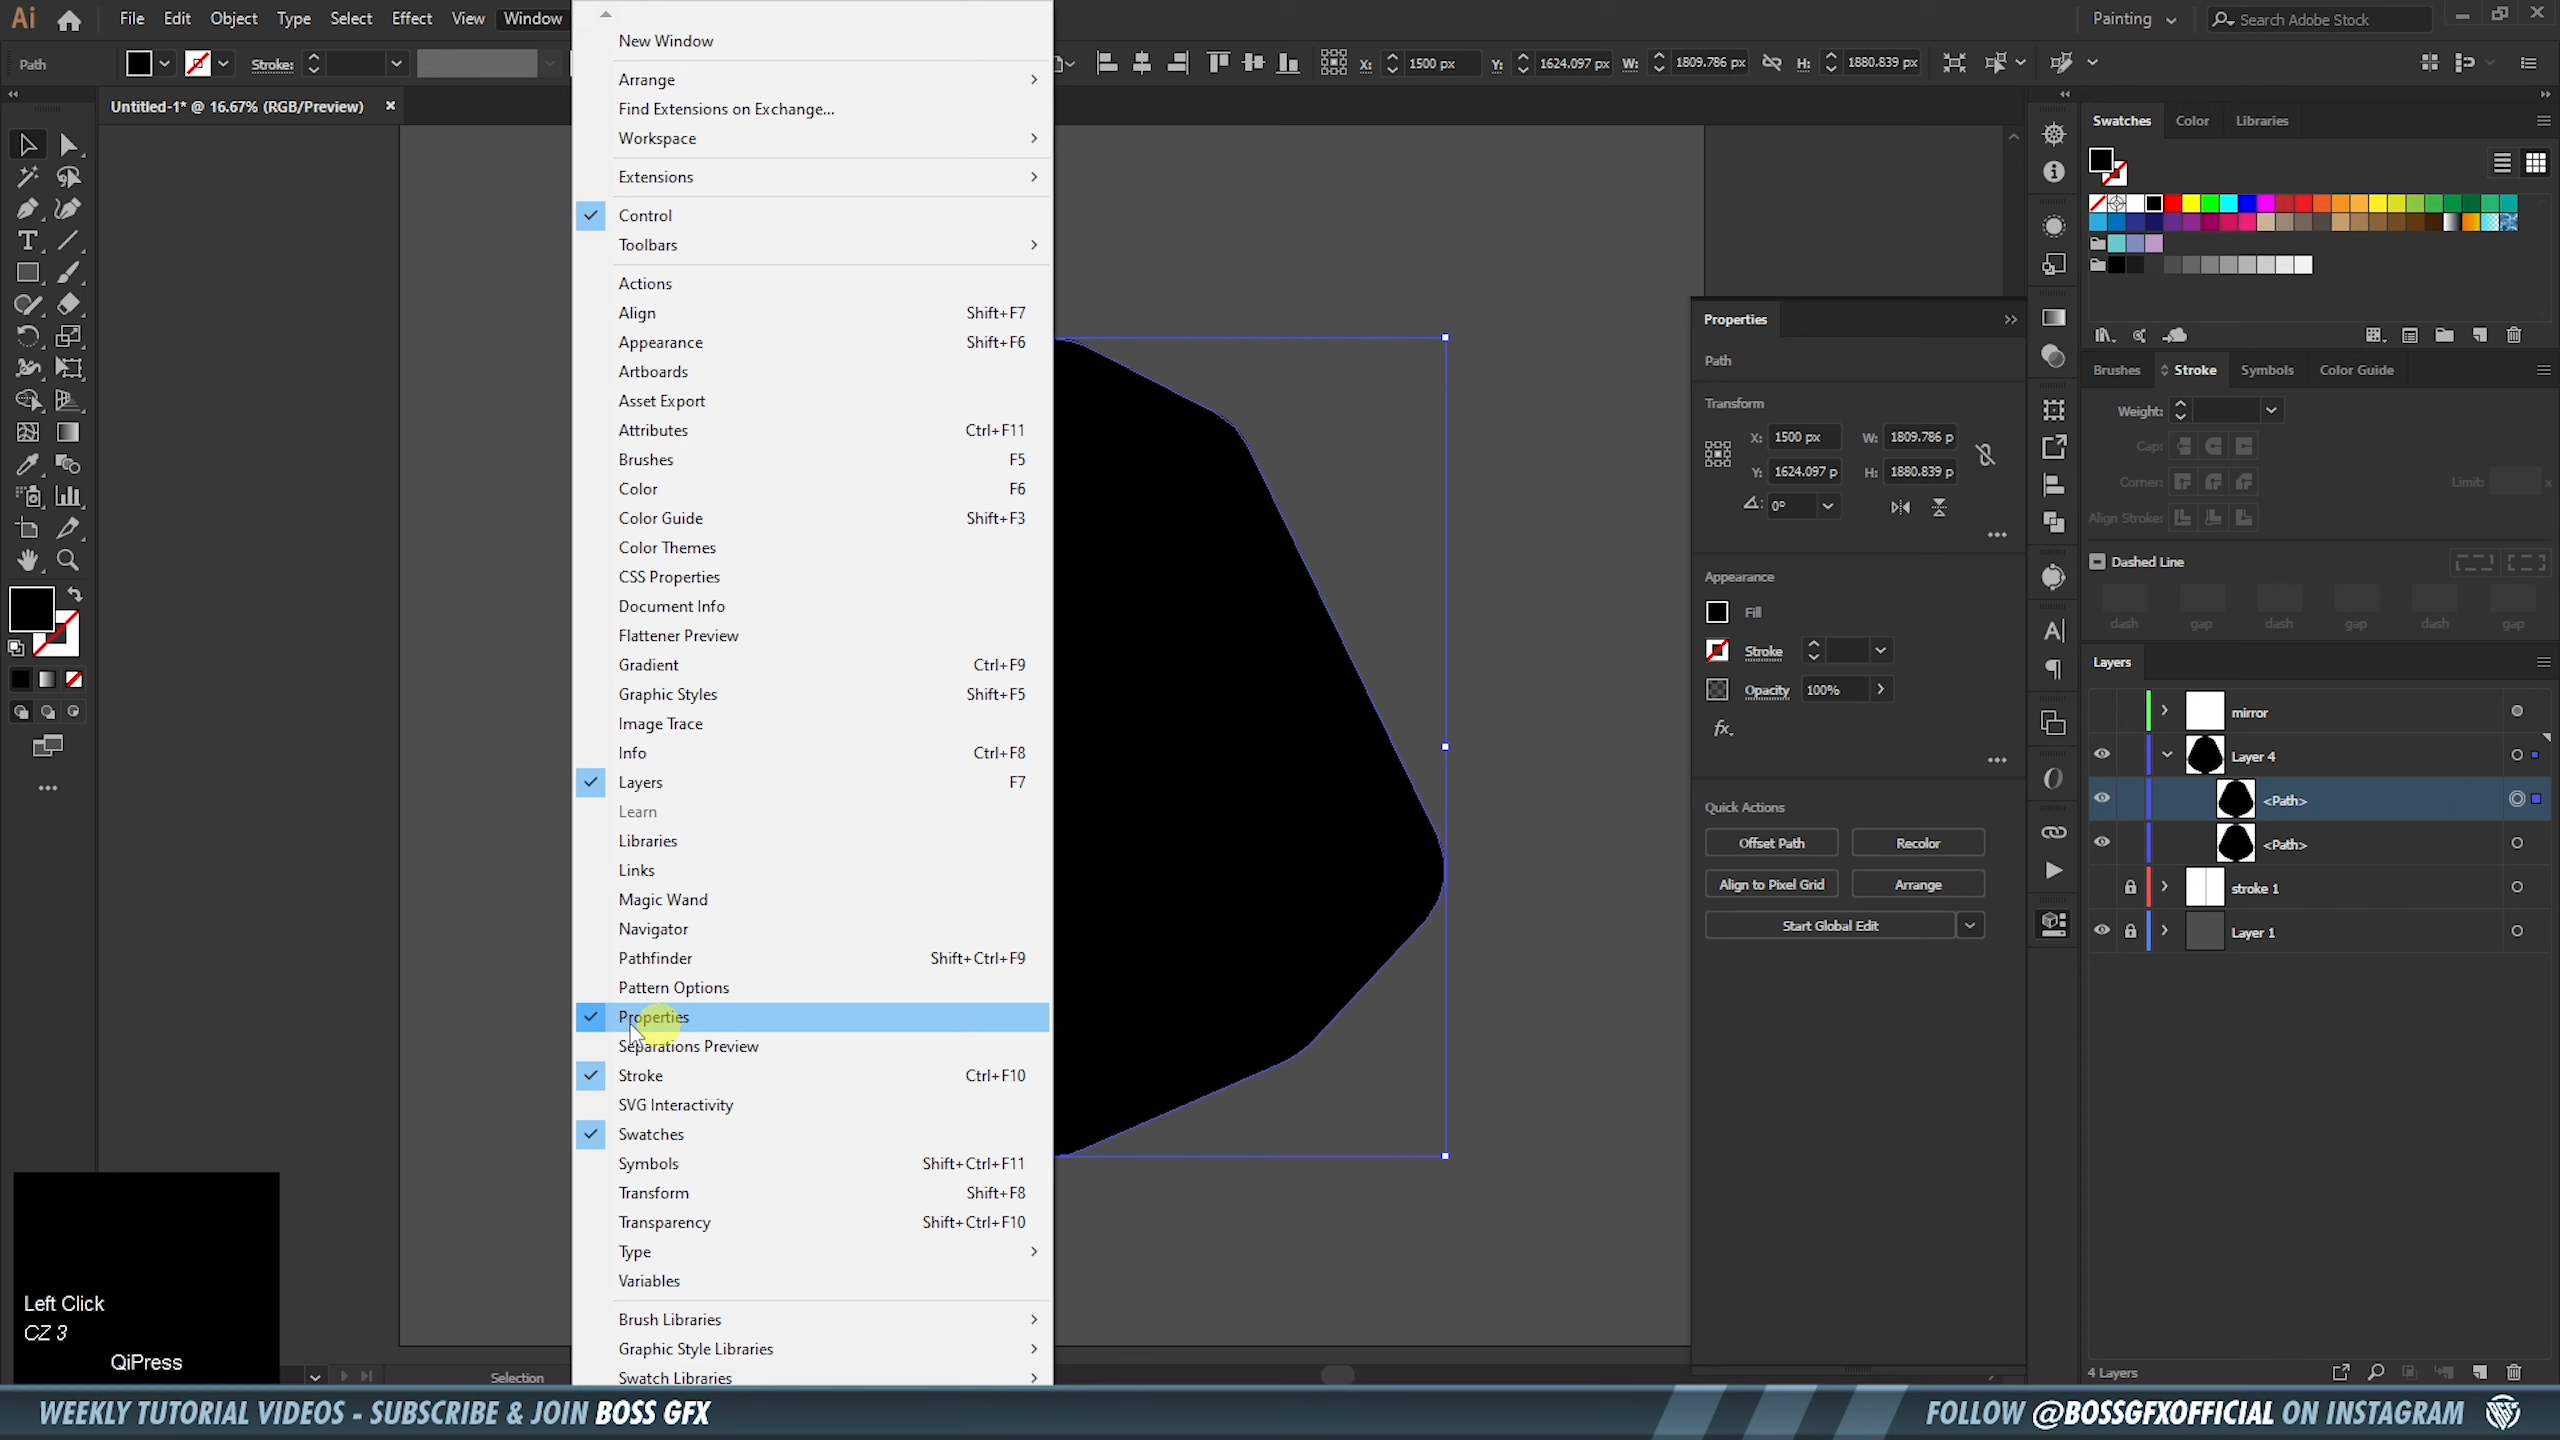 Ai File Edit Object Type Select Effect View Window
Painting
Search Adobe Stock
Path
Stroke:
X: 1500 px Y: 1624.097 px W: 1809.786 px H: 1880.839 px
Untitled-1* @ 16.67% (RGB/Preview)
New Window
Arrange
Find Extensions on Exchange...
Workspace
Extensions
Control
Toolbars
Actions
Align Shift+F7
Appearance Shift+F6
Artboards
Asset Export
Attributes Ctrl+F11
Brushes F5
Color F6
Color Guide Shift+F3
Color Themes
CSS Properties
Document Info
Flattener Preview
Gradient Ctrl+F9
Graphic Styles Shift+F5
Image Trace
Info Ctrl+F8
Layers F7
Learn
Libraries
Links
Magic Wand
Navigator
Pathfinder Shift+Ctrl+F9
Pattern Options
Properties
Separations Preview
Stroke Ctrl+F10
SVG Interactivity
Swatches
Symbols Shift+Ctrl+F11
Transform Shift+F8
Transparency Shift+Ctrl+F10
Type
Variables
Brush Libraries
Graphic Style Libraries
Swatch Libraries
Properties
Path
Transform
X: 1500 px W: 1809.786 p
Y: 1624.097 p H: 1880.839 p
0°
Appearance
Fill
Stroke
Opacity 100%
fx.
Quick Actions
Offset Path Recolor
Align to Pixel Grid Arrange
Start Global Edit
Swatches Color Libraries
Brushes Stroke Symbols Color Guide
Weight:
Cap:
Corner: Limit: x
Align Stroke:
Dashed Line
dash gap dash gap dash gap
Layers
mirror
Layer 4
<Path>
<Path>
stroke 1
Layer 1
4 Layers
Left Click
CZ 3
QiPress
Selection
WEEKLY TUTORIAL VIDEOS - SUBSCRIBE & JOIN BOSS GFX
FOLLOW @BOSSGFXOFFICIAL ON INSTAGRAM